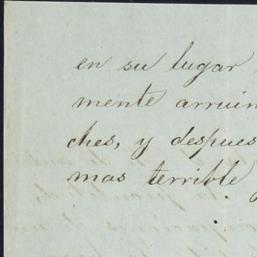 en su lugar
mente arruin
ches, y despues
mas terrible